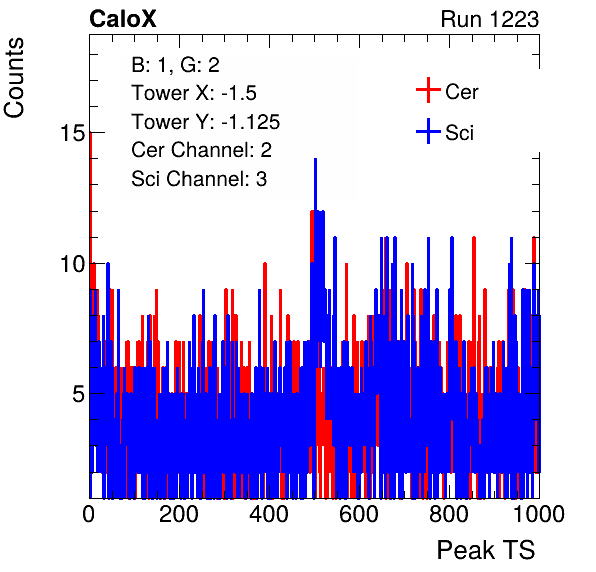 CaloX Run 1223
Counts
B: 1, G: 2
Tower X: -1.5
Tower Y: -1.125
Cer Channel: 2
Sci Channel: 3
Cer
Sci
15
10
5
0 200 400 600 800 1000
Peak TS